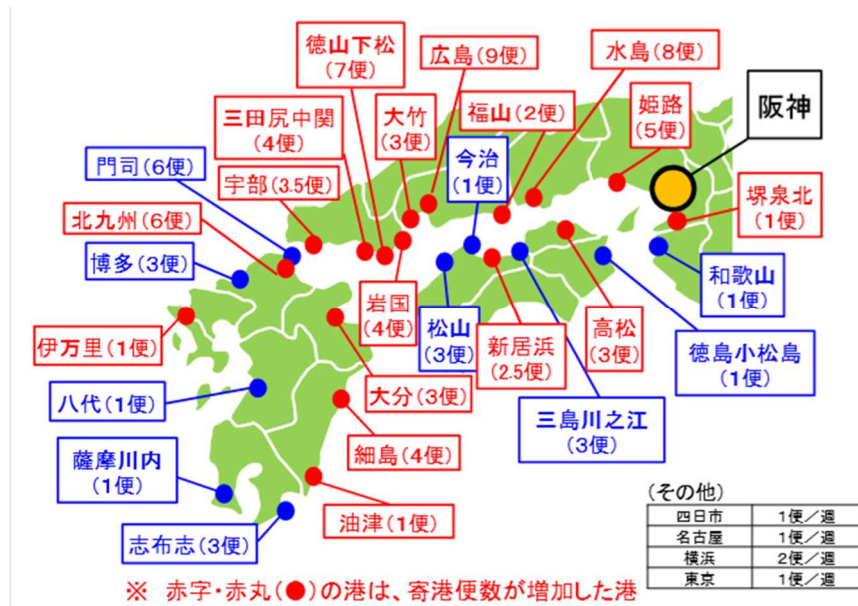 徳山下松
(7便)
広島(9便)
水島(8便)
三田尻中関
(4便)
大竹
(3便)
福山(2便)
姫路
(5便)
阪神
門司(6便)
宇部(3.5便)
今治
(1便)
堺泉北
(1便)
北九州(6便)
博多(3便)
和歌山
(1便)
岩国
(4便)
松山
(3便)
新居浜
(2.5便)
高松
(3便)
徳島小松島
(1便)
伊万里(1便)
八代(1便)
大分(3便)
三島川之江
(3便)
細島(4便)
薩摩川内
(1便)
油津(1便)
志布志(3便)
(その他)
四日市 1便/週
名古屋 1便/週
横浜 2便/週
東京 1便/週
※ 赤字・赤丸(●)の港は、寄港便数が増加した港